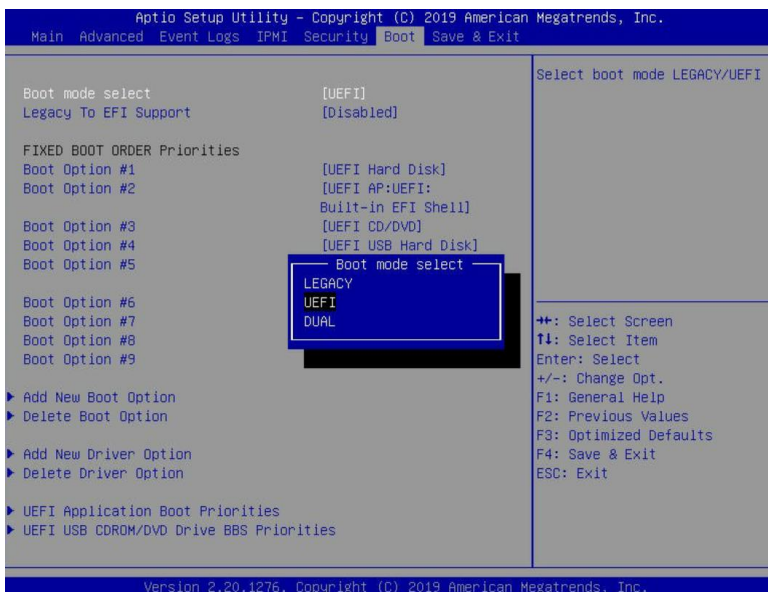 Aptio Setup Utility – Copyright (C) 2019 American Megatrends, Inc.
Main Advanced Event Logs IPMI Security Boot Save & Exit
Select boot mode LEGACY/UEFI
Boot mode select [UEFI]
Legacy To EFI Support [Disabled]
FIXED BOOT ORDER Priorities
Boot Option #1 [UEFI Hard Disk]
Boot Option #2 [UEFI AP:UEFI:
Built-in EFI Shell]
Boot Option #3 [UEFI CD/DVD]
Boot Option #4 [UEFI USB Hard Disk]
Boot Option #5
Boot mode select
LEGACY
UEFI
DUAL
Boot Option #6
Boot Option #7
Boot Option #8
Boot Option #9
Add New Boot Option
Delete Boot Option
Add New Driver Option
Delete Driver Option
UEFI Application Boot Priorities
UEFI USB CDROM/DVD Drive BBS Priorities
→←: Select Screen
↑↓: Select Item
Enter: Select
+/-: Change Opt.
F1: General Help
F2: Previous Values
F3: Optimized Defaults
F4: Save & Exit
ESC: Exit
Version 2.20.1276. Copyright (C) 2019 American Megatrends, Inc.